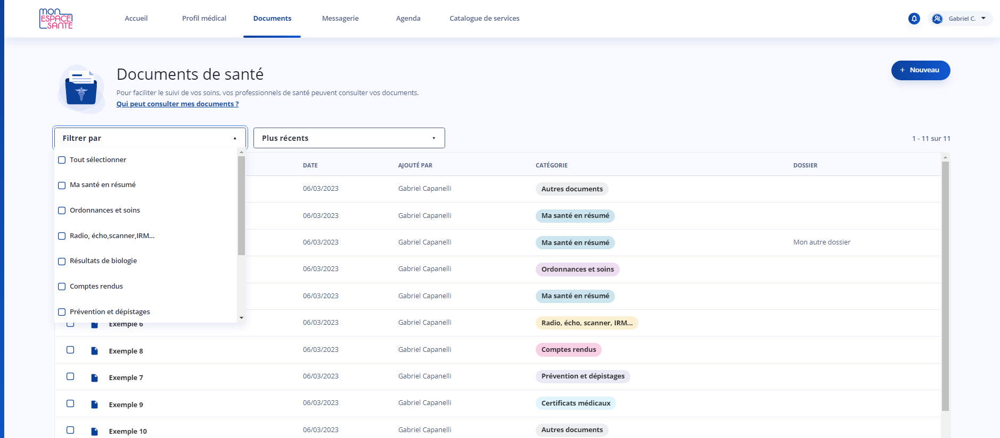 mon
ESPACE
SANTÉ
Accueil
Profil médical
Documents
Messagerie
Agenda
Catalogue de services
Gabriel C.
Documents de santé
Pour faciliter le suivi de vos soins, vos professionnels de santé peuvent consulter vos documents.
Qui peut consulter mes documents ?
+ Nouveau
Filtrer par
Plus récents
1 - 11 sur 11
Tout sélectionner
Ma santé en résumé
Ordonnances et soins
Radio, écho,scanner,IRM...
Résultats de biologie
Comptes rendus
Prévention et dépistages
DATE AJOUTÉ PAR CATÉGORIE DOSSIER
06/03/2023 Gabriel Capanelli Autres documents
06/03/2023 Gabriel Capanelli Ma santé en résumé
06/03/2023 Gabriel Capanelli Ma santé en résumé Mon autre dossier
06/03/2023 Gabriel Capanelli Ordonnances et soins
06/03/2023 Gabriel Capanelli Ma santé en résumé
Exemple 6 06/03/2023 Gabriel Capanelli Radio, écho, scanner, IRM...
Exemple 8 06/03/2023 Gabriel Capanelli Comptes rendus
Exemple 7 06/03/2023 Gabriel Capanelli Prévention et dépistages
Exemple 9 06/03/2023 Gabriel Capanelli Certificats médicaux
Exemple 10 06/03/2023 Gabriel Capanelli Autres documents